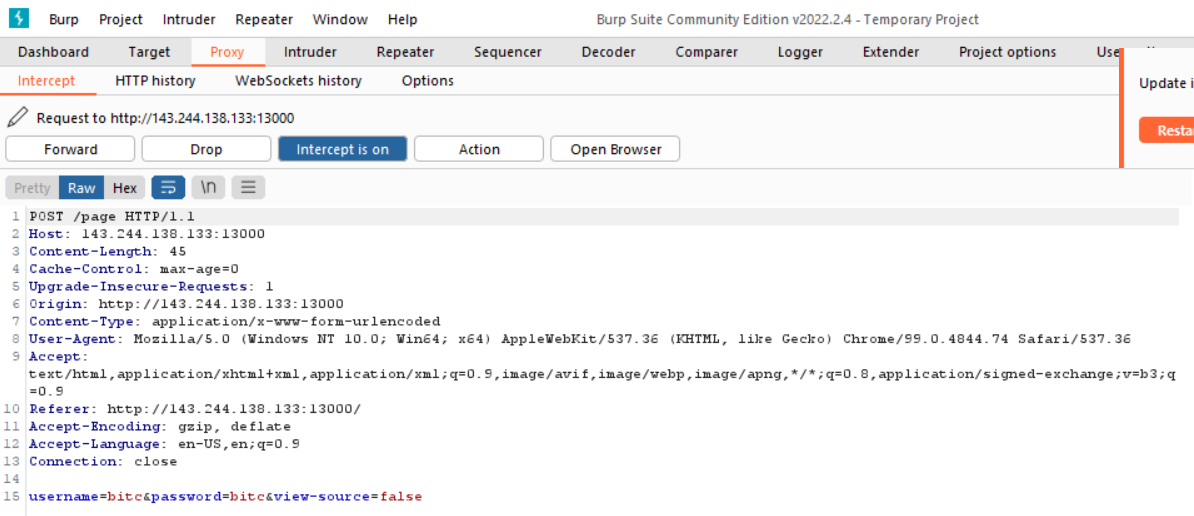 Burp Project Intruder Repeater Window Help Burp Suite Community Edition v2022.2.4 - Temporary Project
Dashboard Target Proxy Intruder Repeater Sequencer Decoder Comparer Logger Extender Project options
Intercept HTTP history WebSockets history Options
Update
Request to http://143.244.138.133:13000
Forward Drop Intercept is on Action Open Browser
Pretty Raw Hex \n
1 POST /page HTTP/1.1
2 Host: 143.244.138.133:13000
3 Content-Length: 45
4 Cache-Control: max-age=0
5 Upgrade-Insecure-Requests: 1
6 Origin: http://143.244.138.133:13000
7 Content-Type: application/x-www-form-urlencoded
8 User-Agent: Mozilla/5.0 (Windows NT 10.0; Win64; x64) AppleWebKit/537.36 (KHTML, like Gecko) Chrome/99.0.4844.74 Safari/537.36
9 Accept:
text/html,application/xhtml+xml,application/xml;q=0.9,image/avif,image/webp,image/apng,*/*;q=0.8,application/signed-exchange;v=b3;q
=0.9
10 Referer: http://143.244.138.133:13000/
11 Accept-Encoding: gzip, deflate
12 Accept-Language: en-US,en;q=0.9
13 Connection: close
14
15 username=bitc&password=bitc&view-source=false